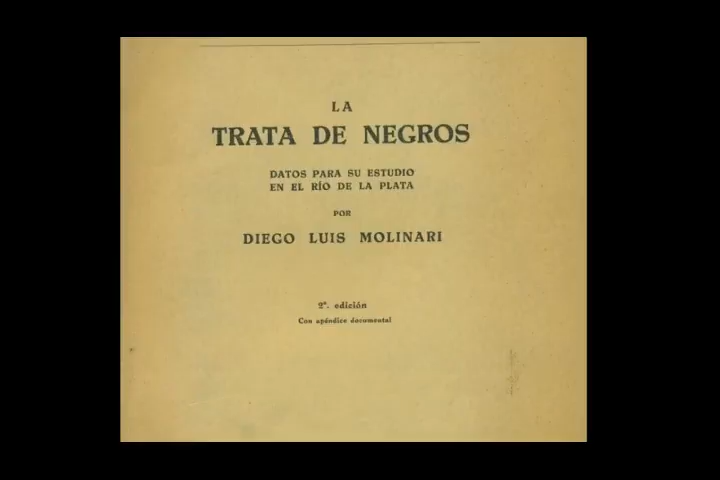 LA
TRATA DE NEGROS
DATOS PARA SU ESTUDIO
EN EL RÍO DE LA PLATA
POR
DIEGO LUIS MOLINARI
2ª. edición
Con apéndice documental